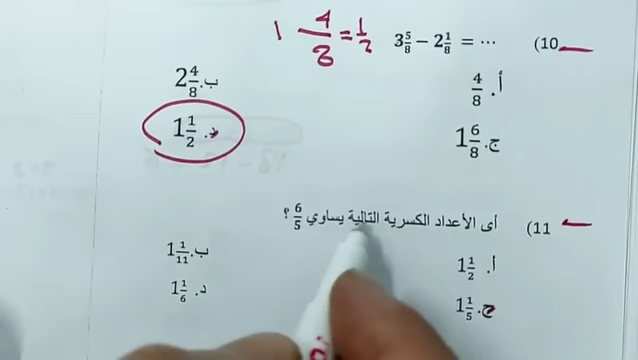 10) 3 5/8 − 2 1/8 = ⋯ 1 4/8 = 1/2
أ. 4/8 ب. 2 4/8
ج. 1 6/8 د. 1 1/2
11) أى الأعداد الكسرية التالية يساوي 6/5 ؟
أ. 1 1/2 ب. 1 1/11
ج. 1 1/5 د. 1 1/6